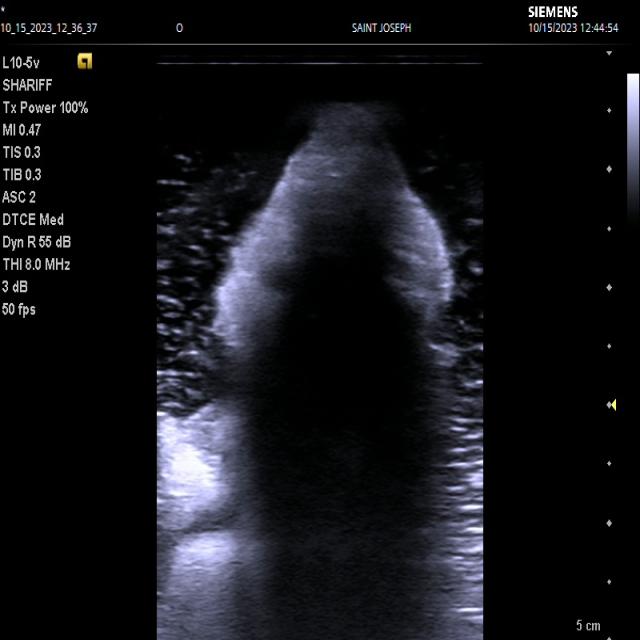 *
SIEMENS
10_15_2023_12_36_37 O SAINT JOSEPH 10/15/2023 12:44:54
L10-5v
SHARIFF
Tx Power 100%
MI 0.47
TIS 0.3
TIB 0.3
ASC 2
DTCE Med
Dyn R 55 dB
THI 8.0 MHz
3 dB
50 fps
5 cm